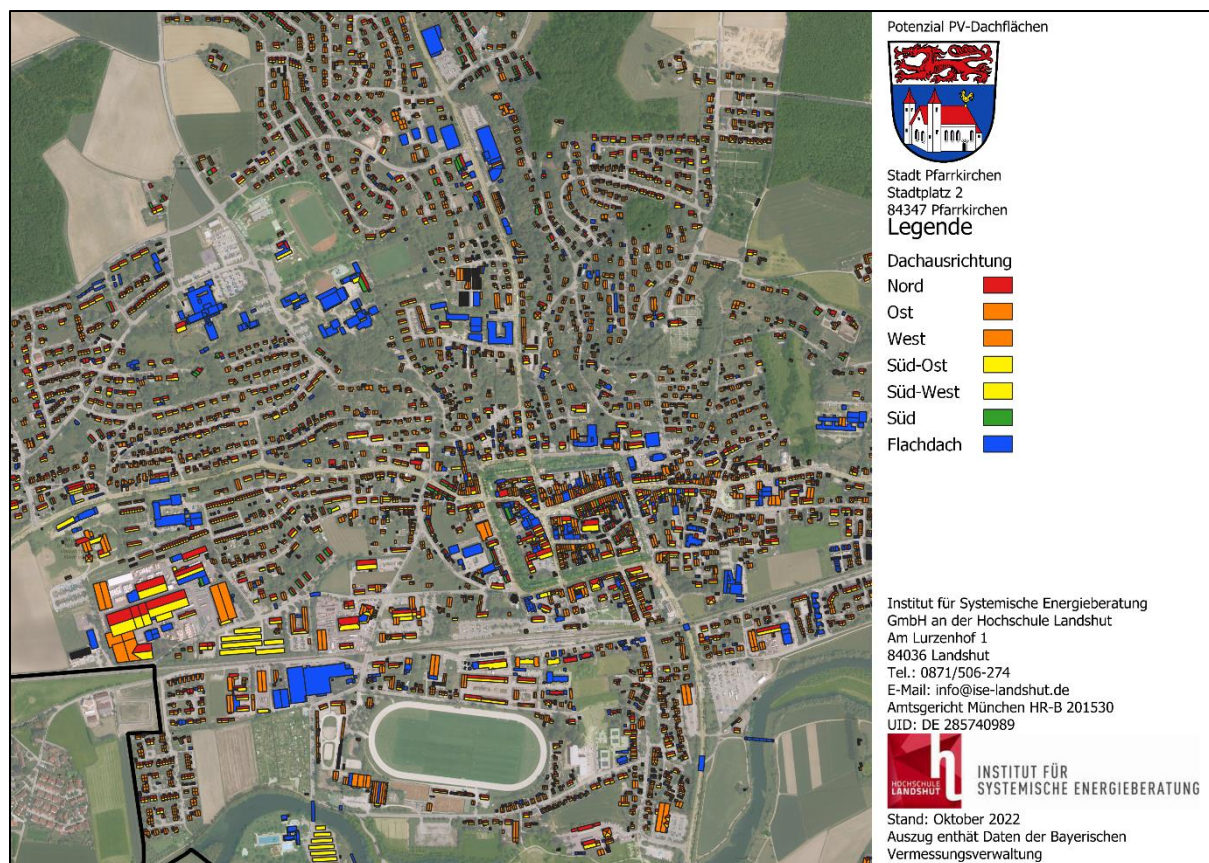 Potenzial PV-Dachflächen
Stadt Pfarrkirchen
Stadtplatz 2
84347 Pfarrkirchen
Legende
Dachausrichtung
Nord
Ost
West
Süd-Ost
Süd-West
Süd
Flachdach
Institut für Systemische Energieberatung
GmbH an der Hochschule Landshut
Am Lurzenhof 1
84036 Landshut
Tel.: 0871/506-274
E-Mail: info@ise-landshut.de
Amtsgericht München HR-B 201530
UID: DE 285740989
HOCHSCHULE
LANDSHUT
INSTITUT FÜR
SYSTEMISCHE ENERGIEBERATUNG
Stand: Oktober 2022
Auszug enthät Daten der Bayerischen
Vermessungsverwaltung